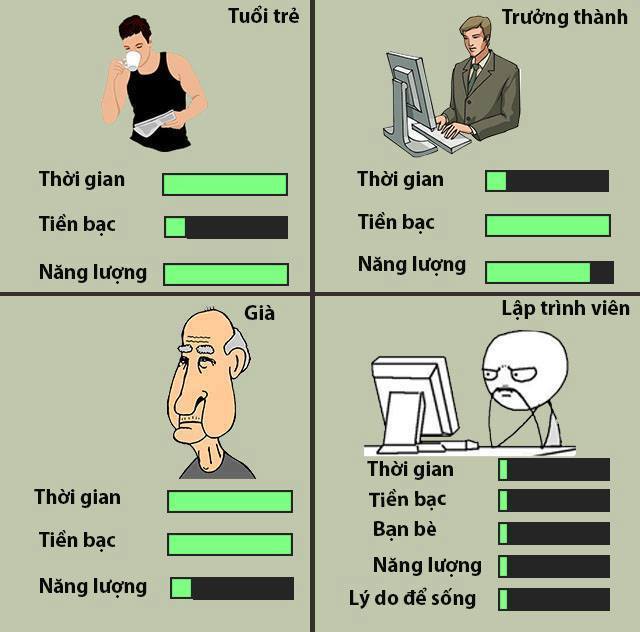 Tuổi trẻ
Thời gian
Tiền bạc
Năng lượng
Trưởng thành
Thời gian
Tiền bạc
Năng lượng
Già
Thời gian
Tiền bạc
Năng lượng
Lập trình viên
Thời gian
Tiền bạc
Bạn bè
Năng lượng
Lý do để sống